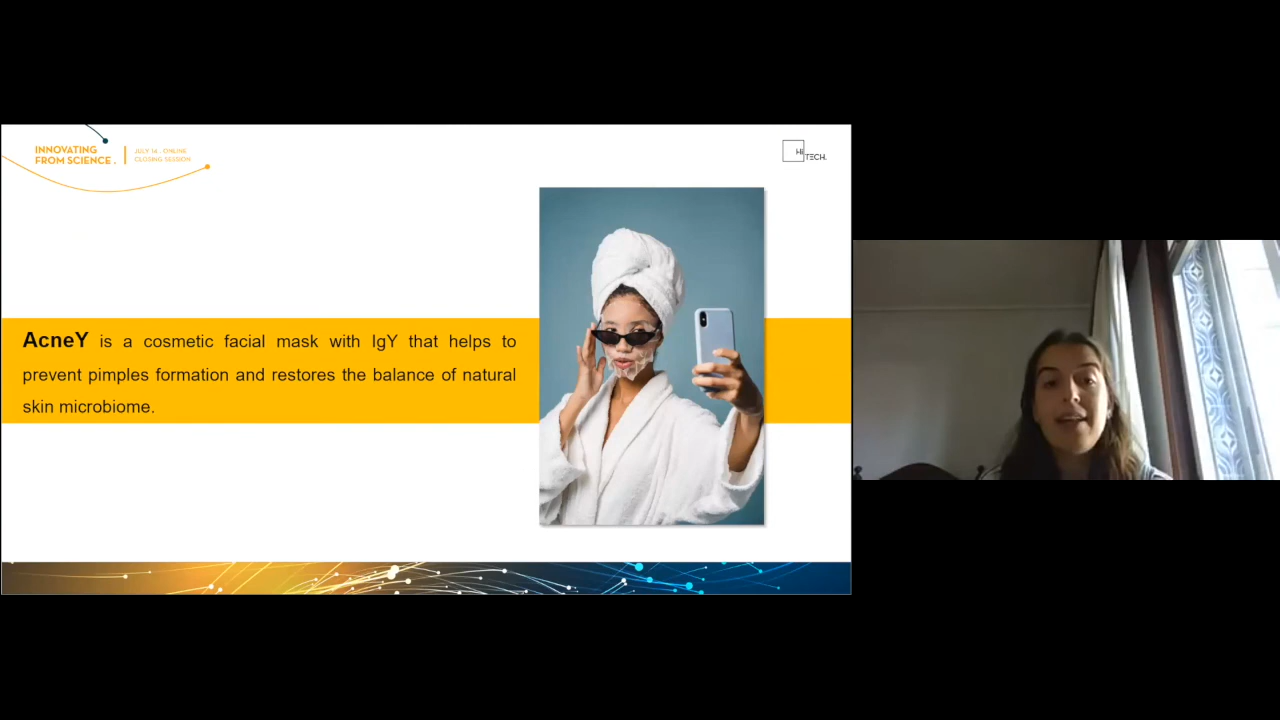 INNOVATING
FROM SCIENCE.
JULY 14 . ONLINE
CLOSING SESSION
Hi
TECH.
AcneY is a cosmetic facial mask with IgY that helps to
prevent pimples formation and restores the balance of natural
skin microbiome.